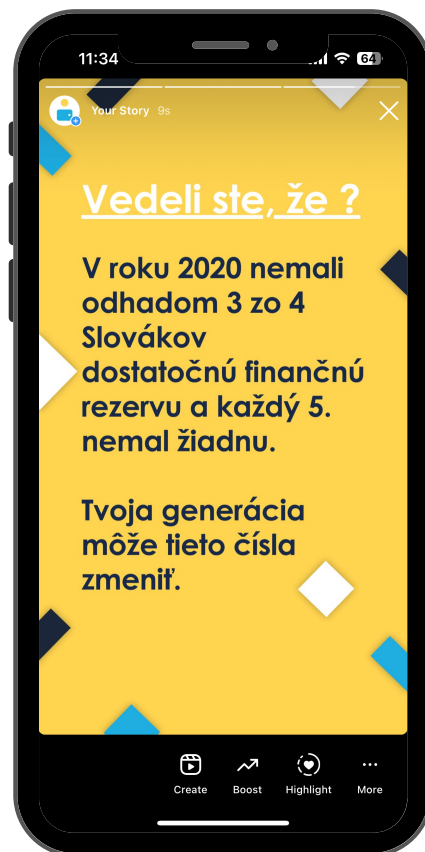 11:34
64
Your Story 9s
Vedeli ste, že ?
V roku 2020 nemali
odhadom 3 zo 4
Slovákov
dostatočnú finančnú
rezervu a každý 5.
nemal žiadnu.
Tvoja generácia
môže tieto čísla
zmeniť.
Create Boost Highlight More